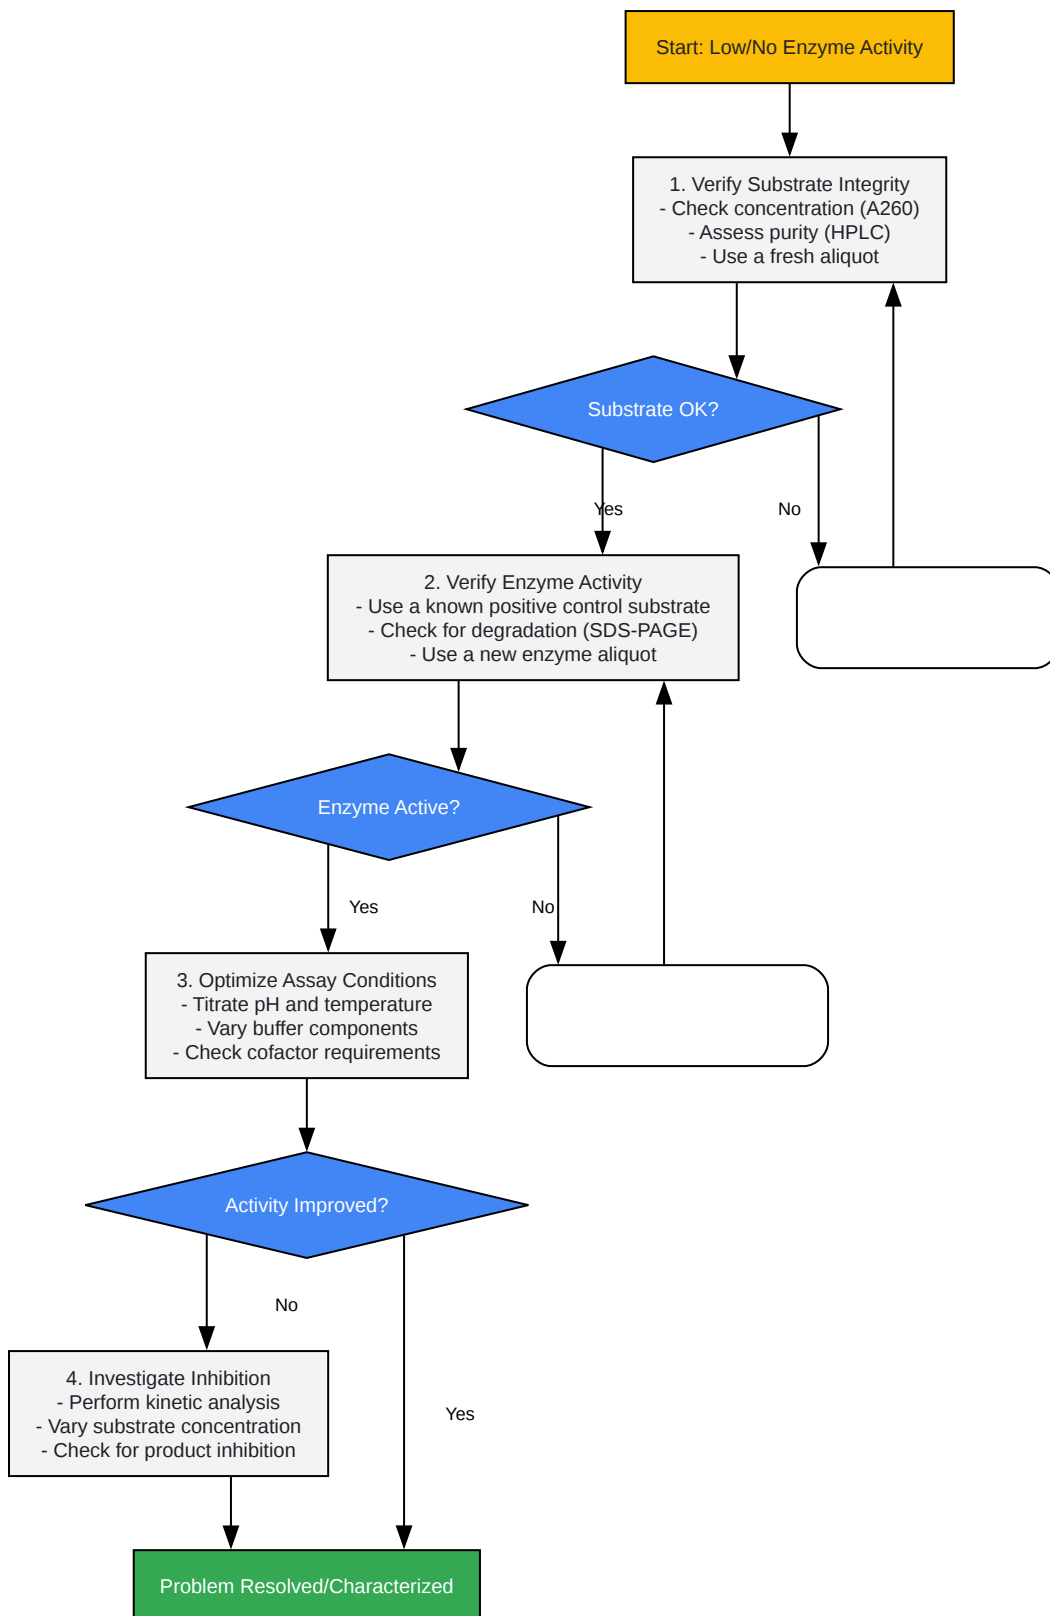 Start: Low/No Enzyme Activity
1. Verify Substrate Integrity
- Check concentration (A260)
- Assess purity (HPLC)
- Use a fresh aliquot
Substrate OK?
Yes
No
2. Verify Enzyme Activity
- Use a known positive control substrate
- Check for degradation (SDS-PAGE)
- Use a new enzyme aliquot
Enzyme Active?
Yes
No
3. Optimize Assay Conditions
- Titrate pH and temperature
- Vary buffer components
- Check cofactor requirements
Activity Improved?
No
4. Investigate Inhibition
- Perform kinetic analysis
- Vary substrate concentration
- Check for product inhibition
Yes
Problem Resolved/Characterized